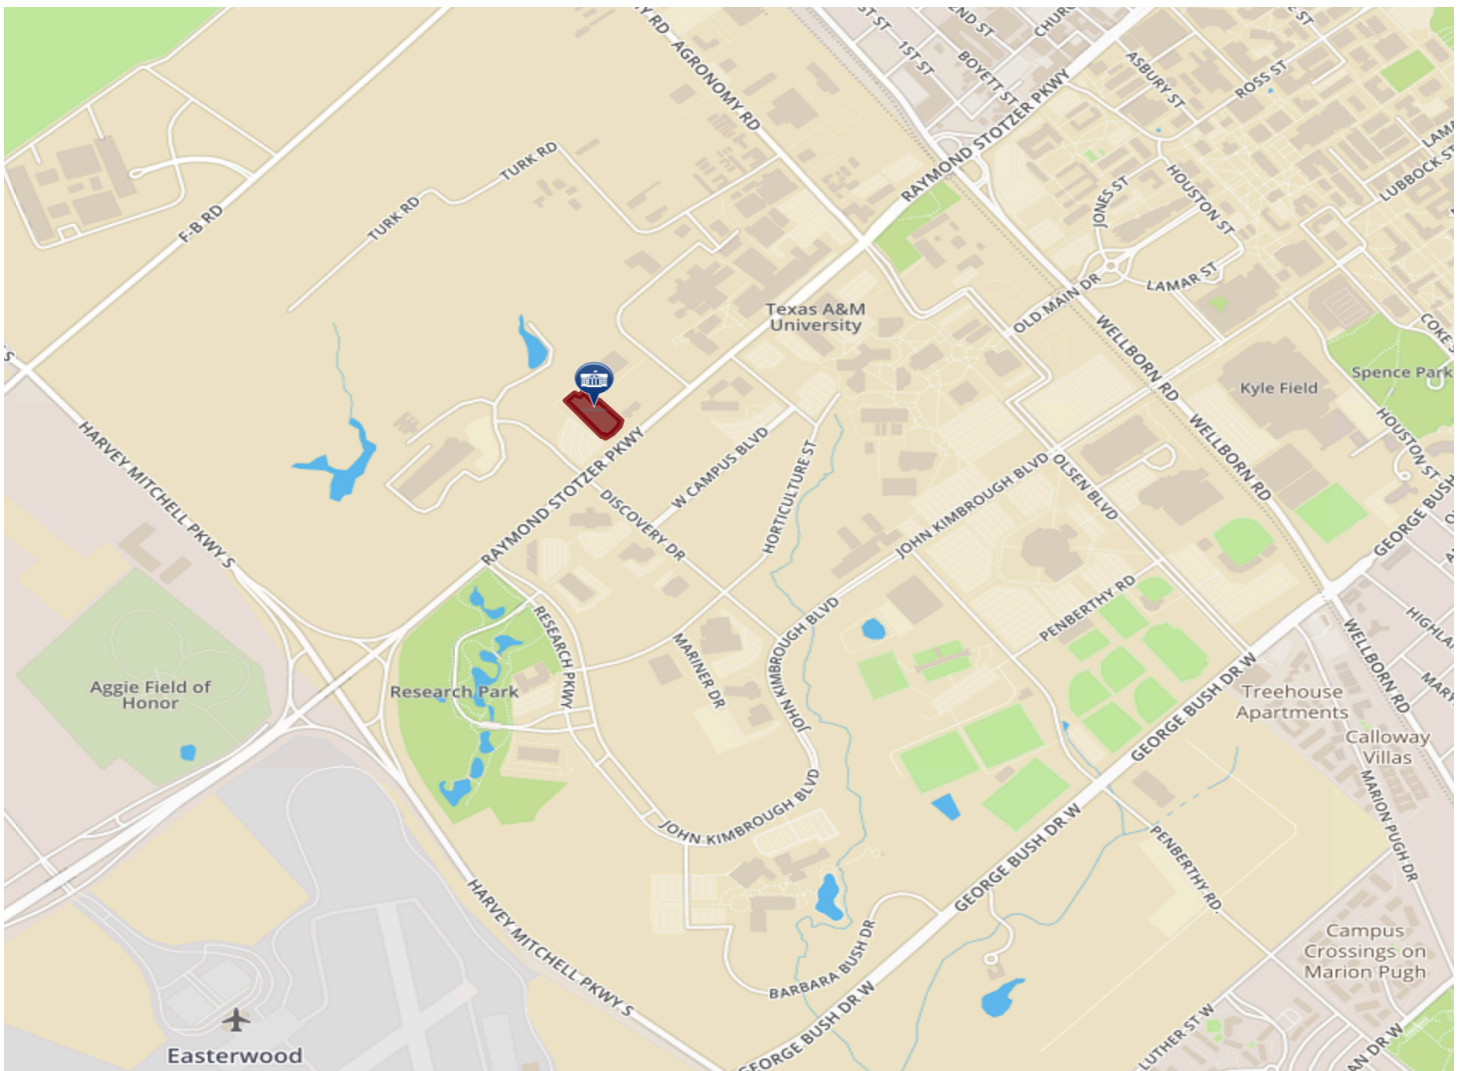 Y RD
AGRONOMY RD
1ST ST
BOYETT ST
ASBURY ST
ROSS ST
RAYMOND STOTZER PKWY
LUBBOCK ST
TURK RD
TURK RD
F-B RD
JONES ST
HOUSTON ST
LAMAR ST
OLD MAIN DR
Texas A&M
University
WELLBORN RD
Kyle Field
Spence Park
HOUSTON ST
WELLBORN RD
HARVEY MITCHELL PKWY S
RAYMOND STOTZER PKWY
W CAMPUS BLVD
HORTICULTURE ST
DISCOVERY DR
JOHN KIMBROUGH BLVD
OLSEN BLVD
GEORGE BUSH
PENBERTHY RD
RESEARCH PKWY
MARINER DR
JOHN KIMBROUGH BLVD
WELLBORN RD
Aggie Field of
Honor
Research Park
GEORGE BUSH DR W
Treehouse
Apartments
Calloway
Villas
MARION PUGH DR
JOHN KIMBROUGH BLVD
GEORGE BUSH DR W
PENBERTHY RD.
HARVEY MITCHELL PKWY S
BARBARA BUSH DR
GEORGE BUSH DR W
Campus
Crossings on
Marion Pugh
LUTHER ST W
AN DR W
Easterwood